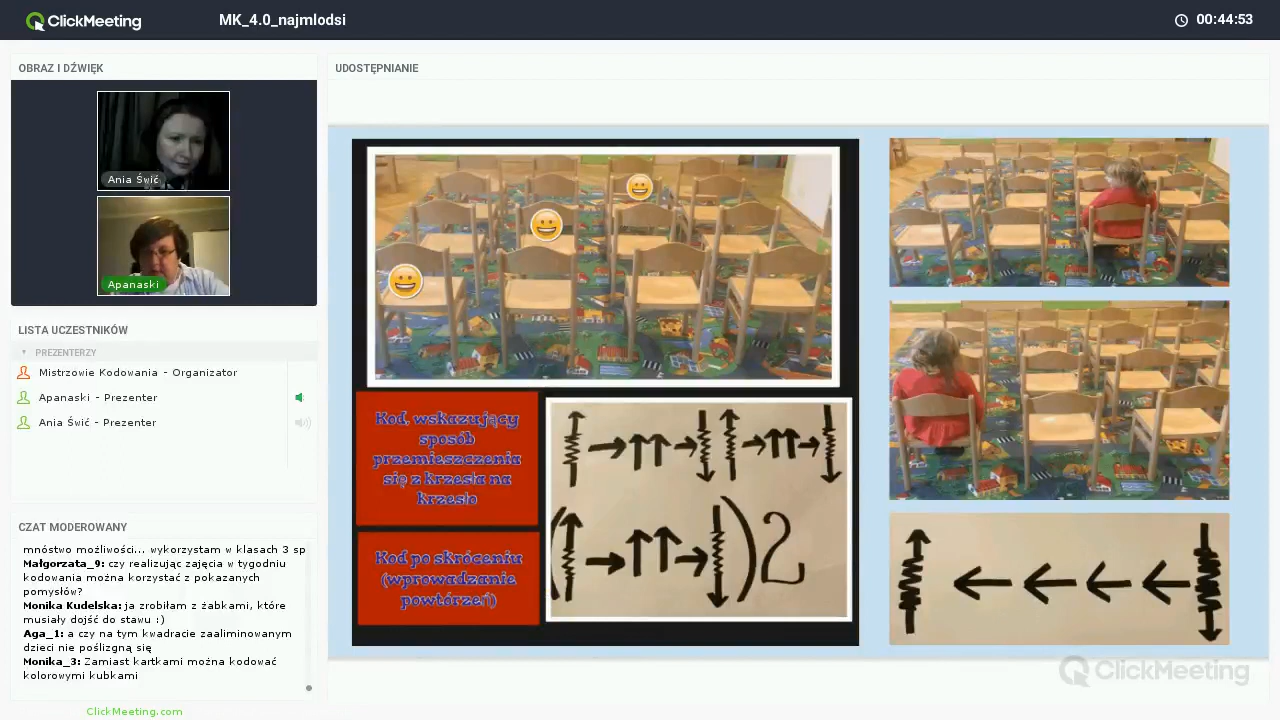 ClickMeeting
MK_4.0_najmlodsi
00:44:53
OBRAZ I DŹWIĘK
Ania Świć
Apanaski
LISTA UCZESTNIKÓW
PREZENTERZY
Mistrzowie Kodowania - Organizator
Apanaski - Prezenter
Ania Świć - Prezenter
CZAT MODEROWANY
mnóstwo możliwości... wykorzystam w klasach 3 sp
Małgorzata_9: czy realizując zajęcia w tygodniu
kodowania można korzystać z pokazanych
pomysłów?
Monika Kudelska: ja zrobiłam z żabkami, które
musiały dojść do stawu :)
Aga_1: a czy na tym kwadracie zaaliminowanym
dzieci nie poślizgną się
Monika_3: Zamiast kartkami można kodować
kolorowymi kubkami
ClickMeeting.com
UDOSTĘPNIANIE
Kod, wskazujący
sposób
przemieszczenia
się z krzesła na
krzesło
Kod po skróceniu
(wprowadzanie
powtórzeń)
→↑↑→ →↑↑→
( →↑↑→ )2
← ← ← ←
ClickMeeting